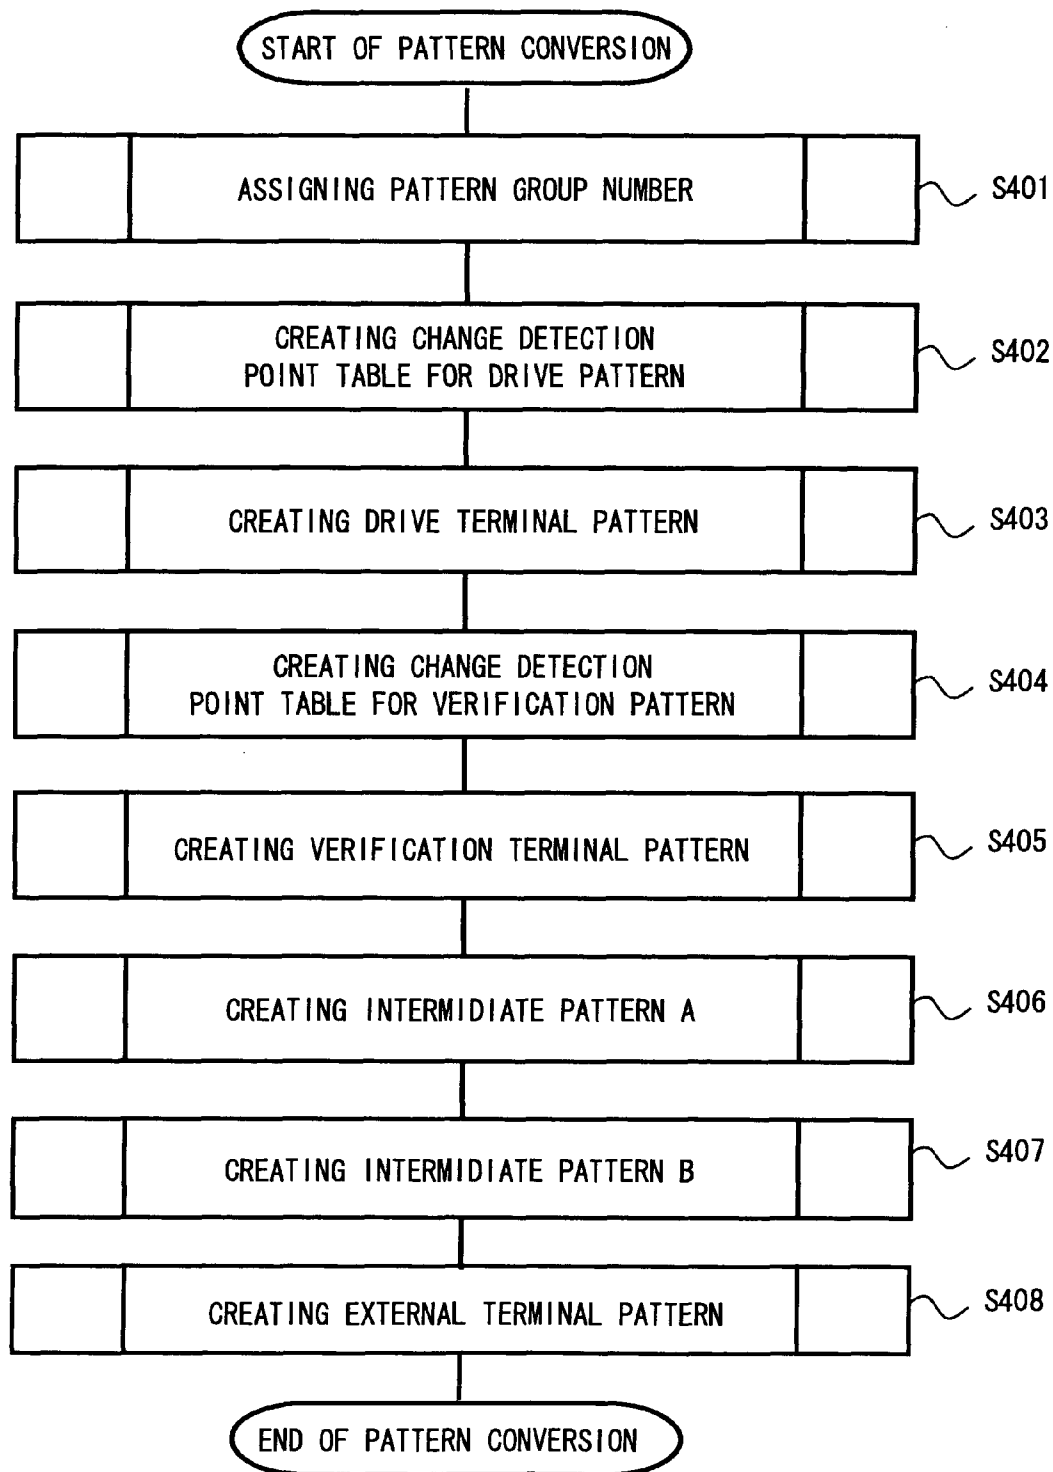 START OF PATTERN CONVERSION
ASSIGNING PATTERN GROUP NUMBER
S401
CREATING CHANGE DETECTION
POINT TABLE FOR DRIVE PATTERN
S402
CREATING DRIVE TERMINAL PATTERN
S403
CREATING CHANGE DETECTION
POINT TABLE FOR VERIFICATION PATTERN
S404
CREATING VERIFICATION TERMINAL PATTERN
S405
CREATING INTERMIDIATE PATTERN A
S406
CREATING INTERMIDIATE PATTERN B
S407
CREATING EXTERNAL TERMINAL PATTERN
S408
END OF PATTERN CONVERSION